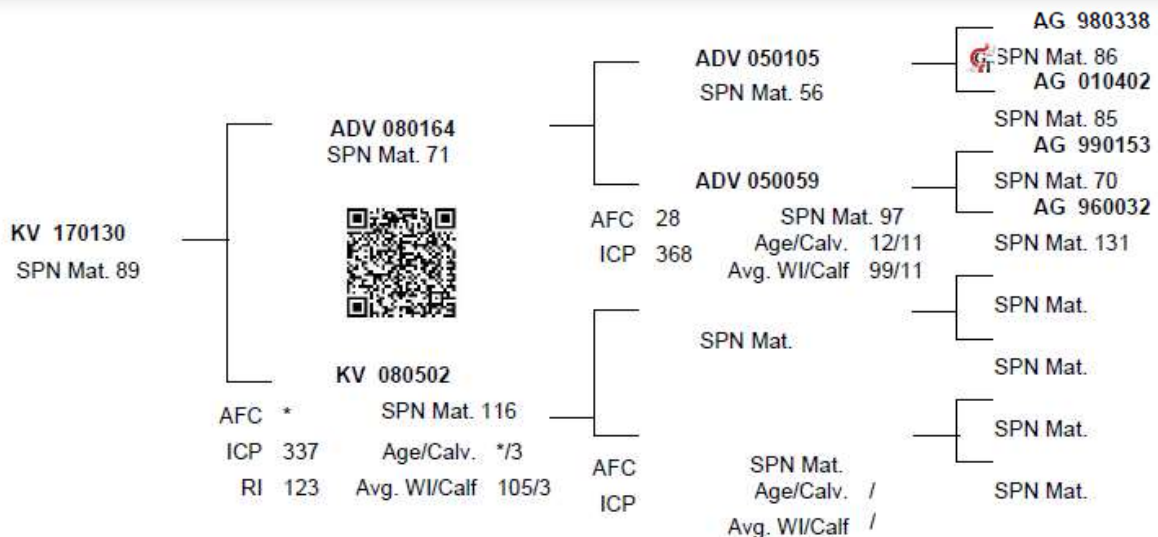 AG 980338
SPN Mat. 86
ADV 050105
SPN Mat. 56
AG 010402
SPN Mat. 85
ADV 080164
SPN Mat. 71
AG 990153
SPN Mat. 70
ADV 050059
AFC 28 SPN Mat. 97
ICP 368 Age/Calv. 12/11
Avg. WI/Calf 99/11
AG 960032
SPN Mat. 131
KV 170130
SPN Mat. 89
SPN Mat.
SPN Mat.
SPN Mat.
KV 080502
AFC * SPN Mat. 116
ICP 337 Age/Calv. */3
RI 123 Avg. WI/Calf 105/3
SPN Mat.
AFC SPN Mat.
ICP Age/Calv. /
Avg. WI/Calf /
SPN Mat.